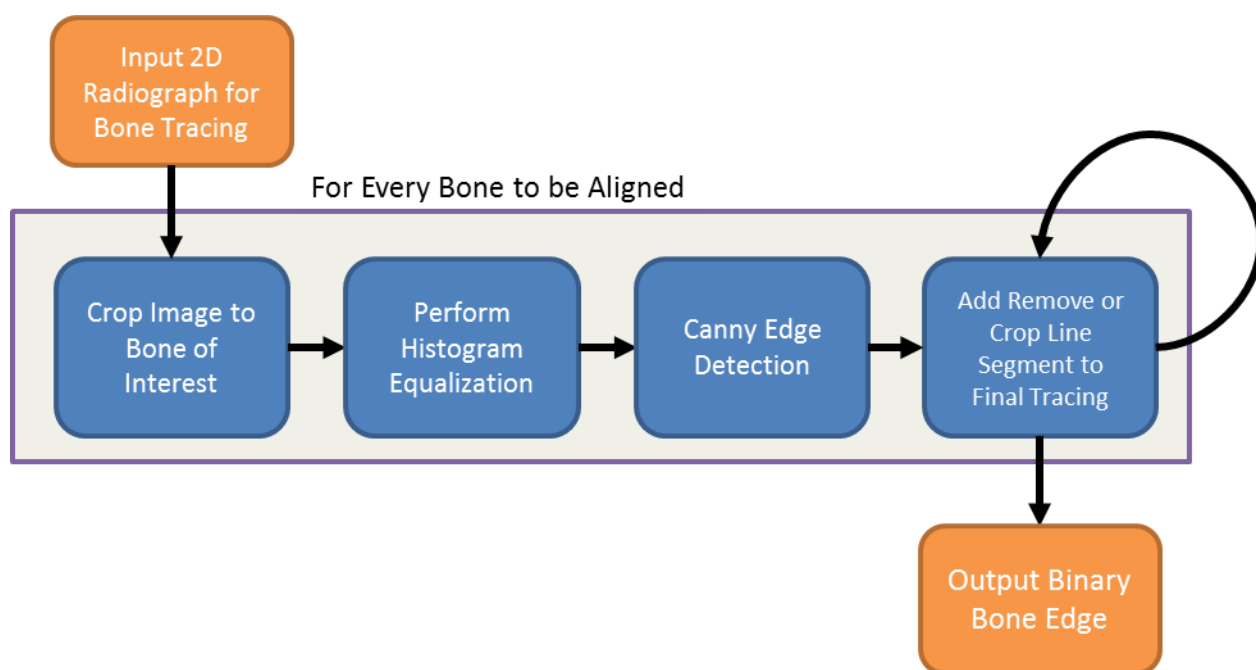 Input 2D
Radiograph for
Bone Tracing
For Every Bone to be Aligned
Crop Image to
Bone of
Interest
Perform
Histogram
Equalization
Canny Edge
Detection
Add Remove or
Crop Line
Segment to
Final Tracing
Output Binary
Bone Edge